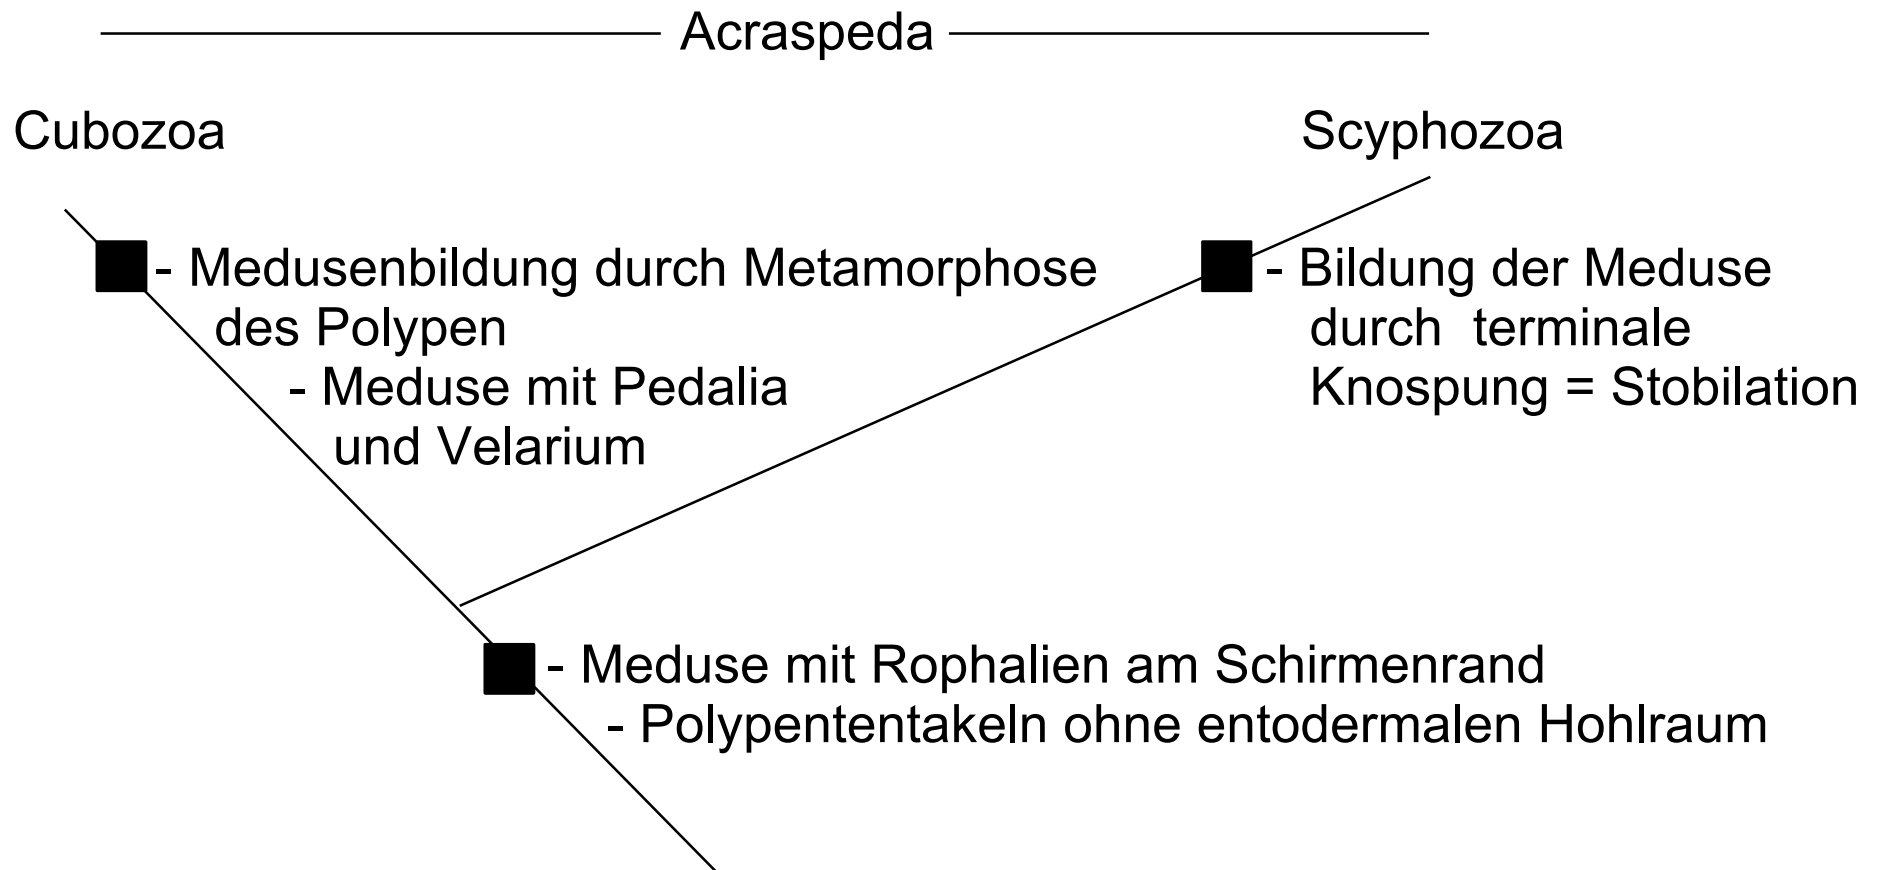 Acraspeda
Cubozoa
Scyphozoa
- Medusenbildung durch Metamorphose
des Polypen
- Meduse mit Pedalia
und Velarium
- Bildung der Meduse
durch terminale
Knospung = Stobilation
- Meduse mit Rophalien am Schirmenrand
- Polypententakeln ohne entodermalen Hohlraum